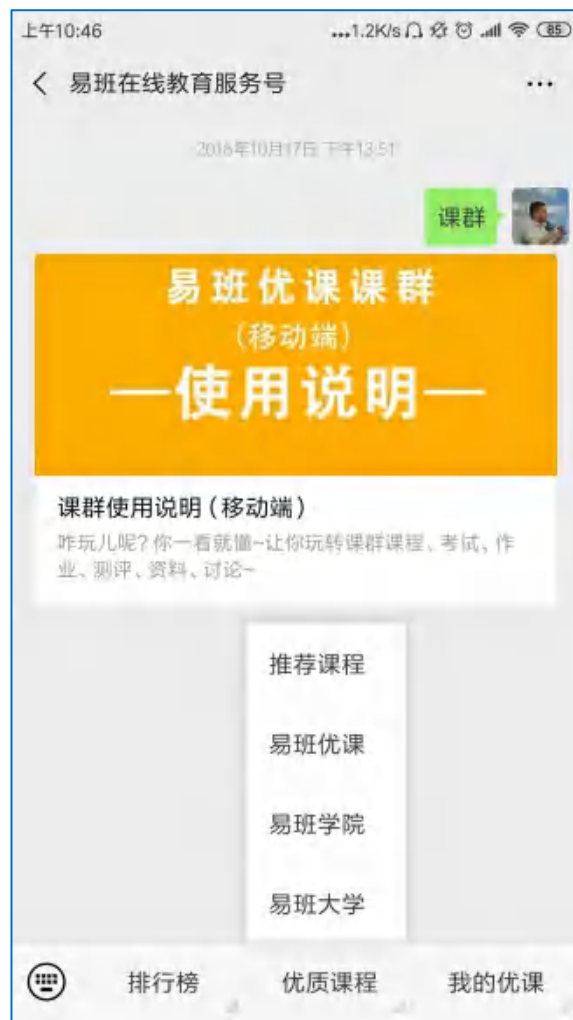 上午10:46
...1.2K/s
85
易班在线教育服务号
...
2018年10月17日 下午13:51
课群
易班优课课群
（移动端）
—使用说明—
课群使用说明（移动端）
咋玩儿呢？你一看就懂~让你玩转课群课程、考试、作
业、测评、资料、讨论~
推荐课程
易班优课
易班学院
易班大学
排行榜
优质课程
我的优课